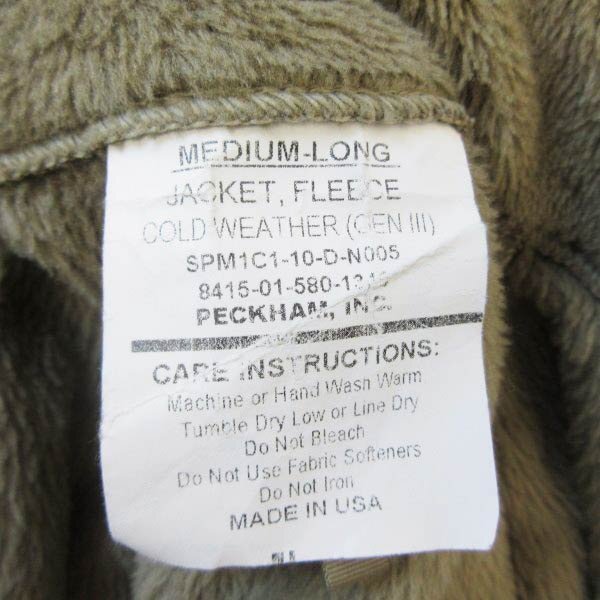 MEDIUM-LONG
JACKET, FLEECE
COLD WEATHER (GEN III)
SPM1C1-10-D-N005
PECKHAM, INC.
CARE INSTRUCTIONS:
Machine or Hand Wash Warm
Tumble Dry Low or Line Dry
Do Not Bleach
Do Not Use Fabric Softeners
Do Not Iron
MADE IN USA